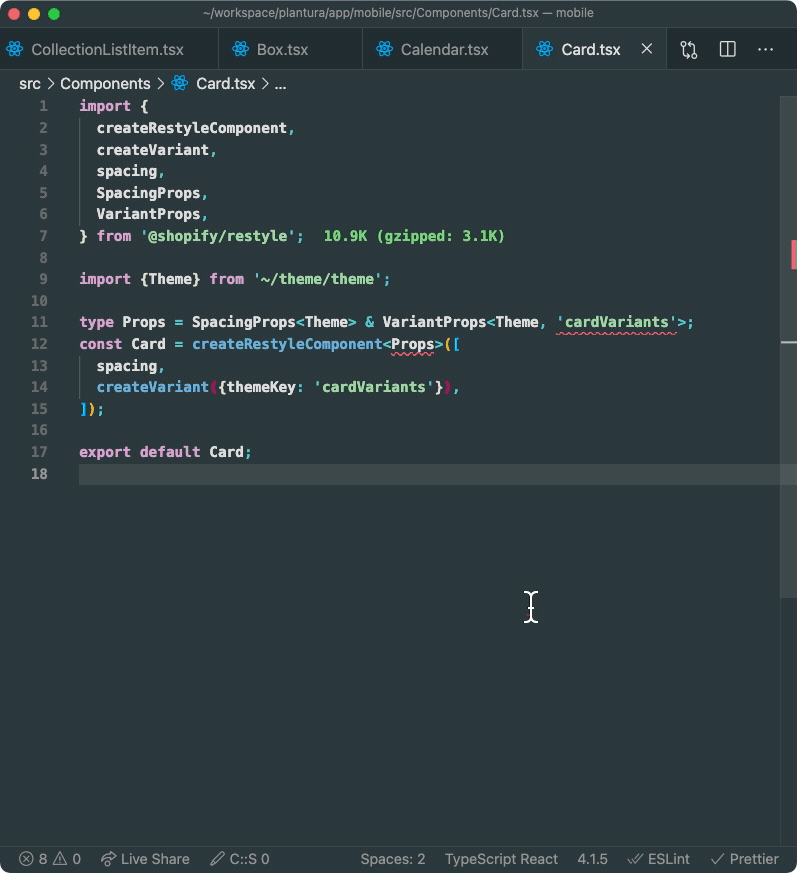 ~/workspace/plantura/app/mobile/src/Components/Card.tsx — mobile
CollectionListItem.tsx Box.tsx Calendar.tsx Card.tsx
src > Components > Card.tsx > ...
1 import {
2 createRestyleComponent,
3 createVariant,
4 spacing,
5 SpacingProps,
6 VariantProps,
7 } from '@shopify/restyle'; 10.9K (gzipped: 3.1K)
8
9 import {Theme} from '~/theme/theme';
10
11 type Props = SpacingProps<Theme> & VariantProps<Theme, 'cardVariants'>;
12 const Card = createRestyleComponent<Props>([
13 spacing,
14 createVariant({themeKey: 'cardVariants'}),
15 ]);
16
17 export default Card;
18
8 0 Live Share C::S 0 Spaces: 2 TypeScript React 4.1.5 ESLint Prettier